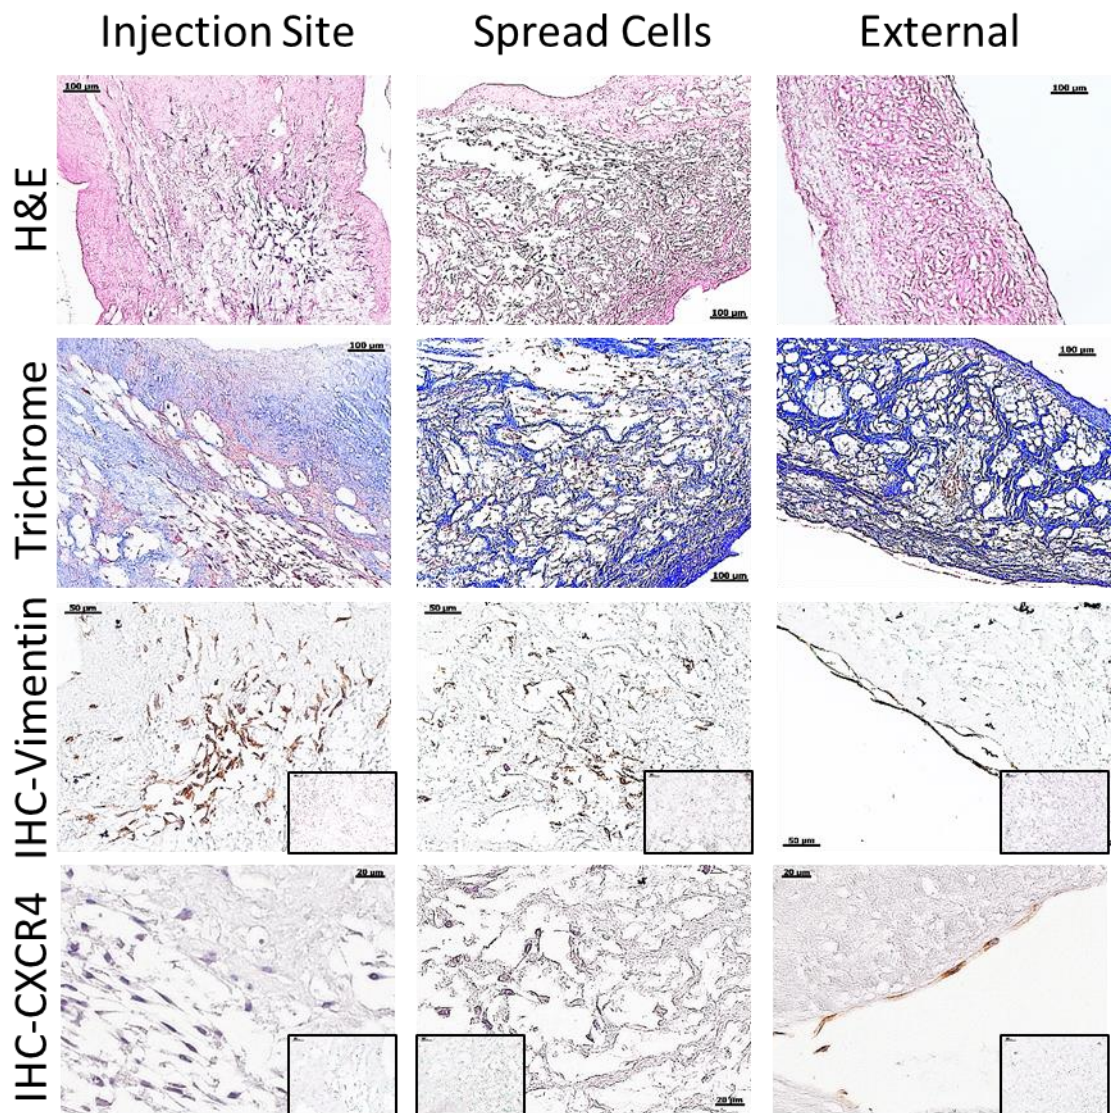 Injection Site Spread Cells External
H&E
100 µm
100 µm
100 µm
Trichrome
100 µm
100 µm
100 µm
IHC-Vimentin
50 µm
50 µm
50 µm
IHC-CXCR4
20 µm
20 µm
20 µm